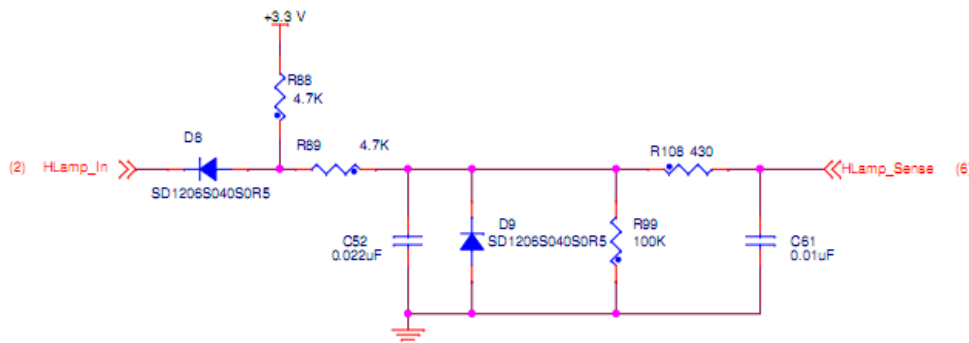 +3.3 V
R88
4.7K
D8
R89
4.7K
(2)
HLamp_In
SD1206S040S0R5
R108 430
HLamp_Sense
(6)
C52
0.022uF
D9
SD1206S040S0R5
R99
100K
C61
0.01uF